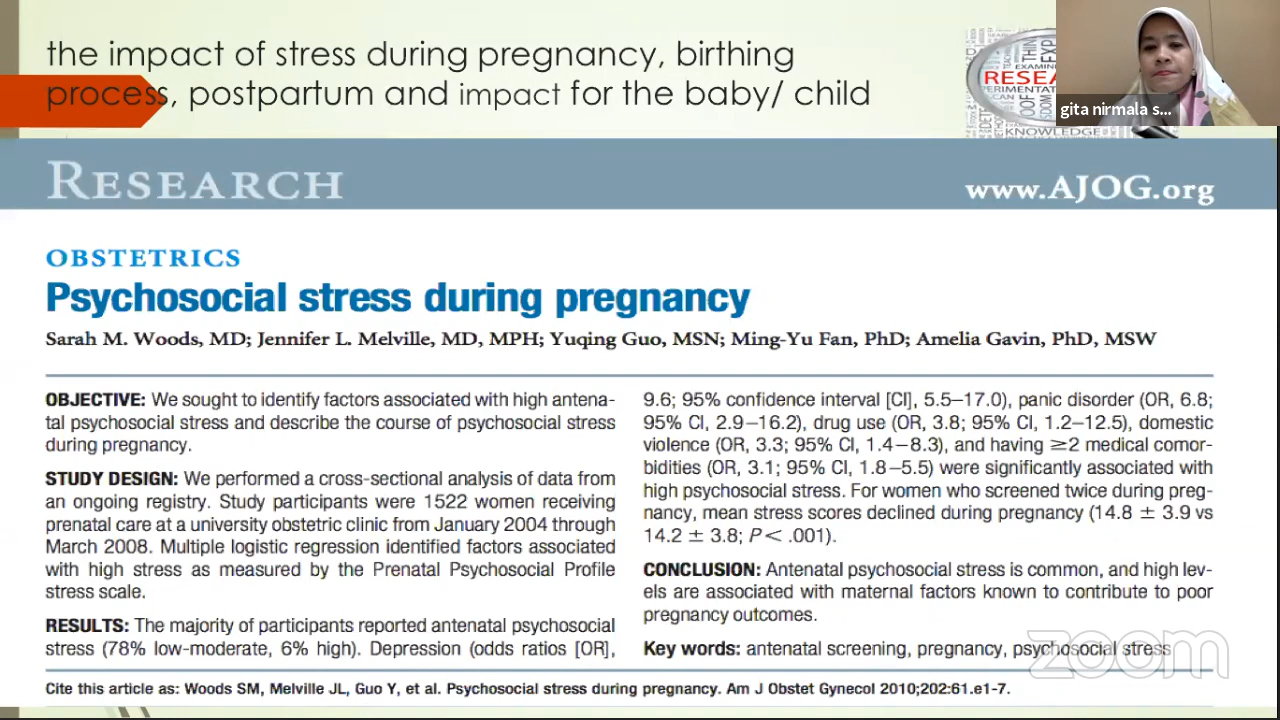 the impact of stress during pregnancy, birthing
process, postpartum and impact for the baby/ child
RESEA
KNOWLEDGE
gita nirmala s...
RESEARCH
www.AJOG.org
OBSTETRICS
Psychosocial stress during pregnancy
Sarah M. Woods, MD; Jennifer L. Melville, MD, MPH; Yuqing Guo, MSN; Ming-Yu Fan, PhD; Amelia Gavin, PhD, MSW
OBJECTIVE: We sought to identify factors associated with high antena-
tal psychosocial stress and describe the course of psychosocial stress
during pregnancy.
STUDY DESIGN: We performed a cross-sectional analysis of data from
an ongoing registry. Study participants were 1522 women receiving
prenatal care at a university obstetric clinic from January 2004 through
March 2008. Multiple logistic regression identified factors associated
with high stress as measured by the Prenatal Psychosocial Profile
stress scale.
RESULTS: The majority of participants reported antenatal psychosocial
stress (78% low-moderate, 6% high). Depression (odds ratios [OR],
9.6; 95% confidence interval [CI], 5.5–17.0), panic disorder (OR, 6.8;
95% CI, 2.9–16.2), drug use (OR, 3.8; 95% CI, 1.2–12.5), domestic
violence (OR, 3.3; 95% CI, 1.4–8.3), and having ≥2 medical comor-
bidities (OR, 3.1; 95% CI, 1.8–5.5) were significantly associated with
high psychosocial stress. For women who screened twice during preg-
nancy, mean stress scores declined during pregnancy (14.8 ± 3.9 vs
14.2 ± 3.8; P < .001).
CONCLUSION: Antenatal psychosocial stress is common, and high lev-
els are associated with maternal factors known to contribute to poor
pregnancy outcomes.
Key words: antenatal screening, pregnancy, psychosocial stress
zoom
Cite this article as: Woods SM, Melville JL, Guo Y, et al. Psychosocial stress during pregnancy. Am J Obstet Gynecol 2010;202:61.e1-7.